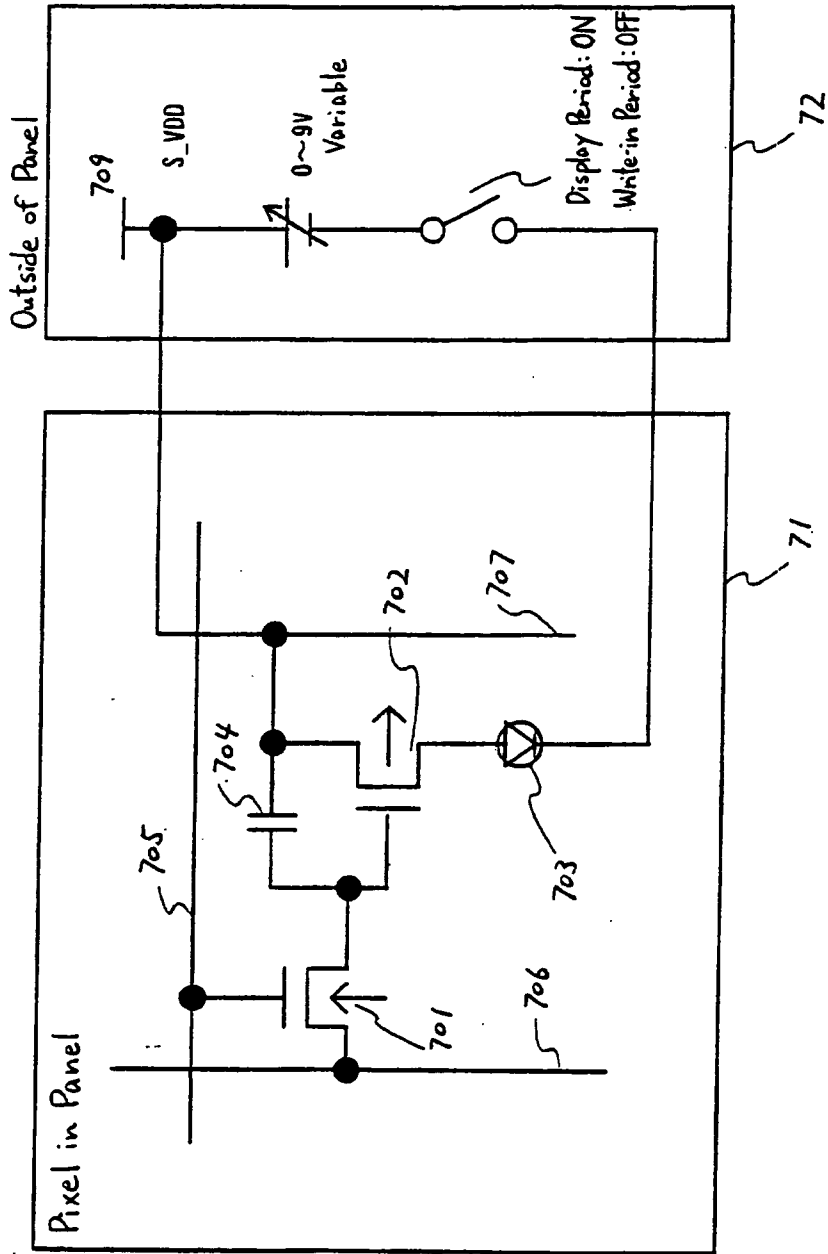 Outside of Panel
709
S_VDD
0~9V
Variable
Display Period:ON
Write-in Period:OFF
72
Pixel in Panel
705
704
702
707
701
703
706
71